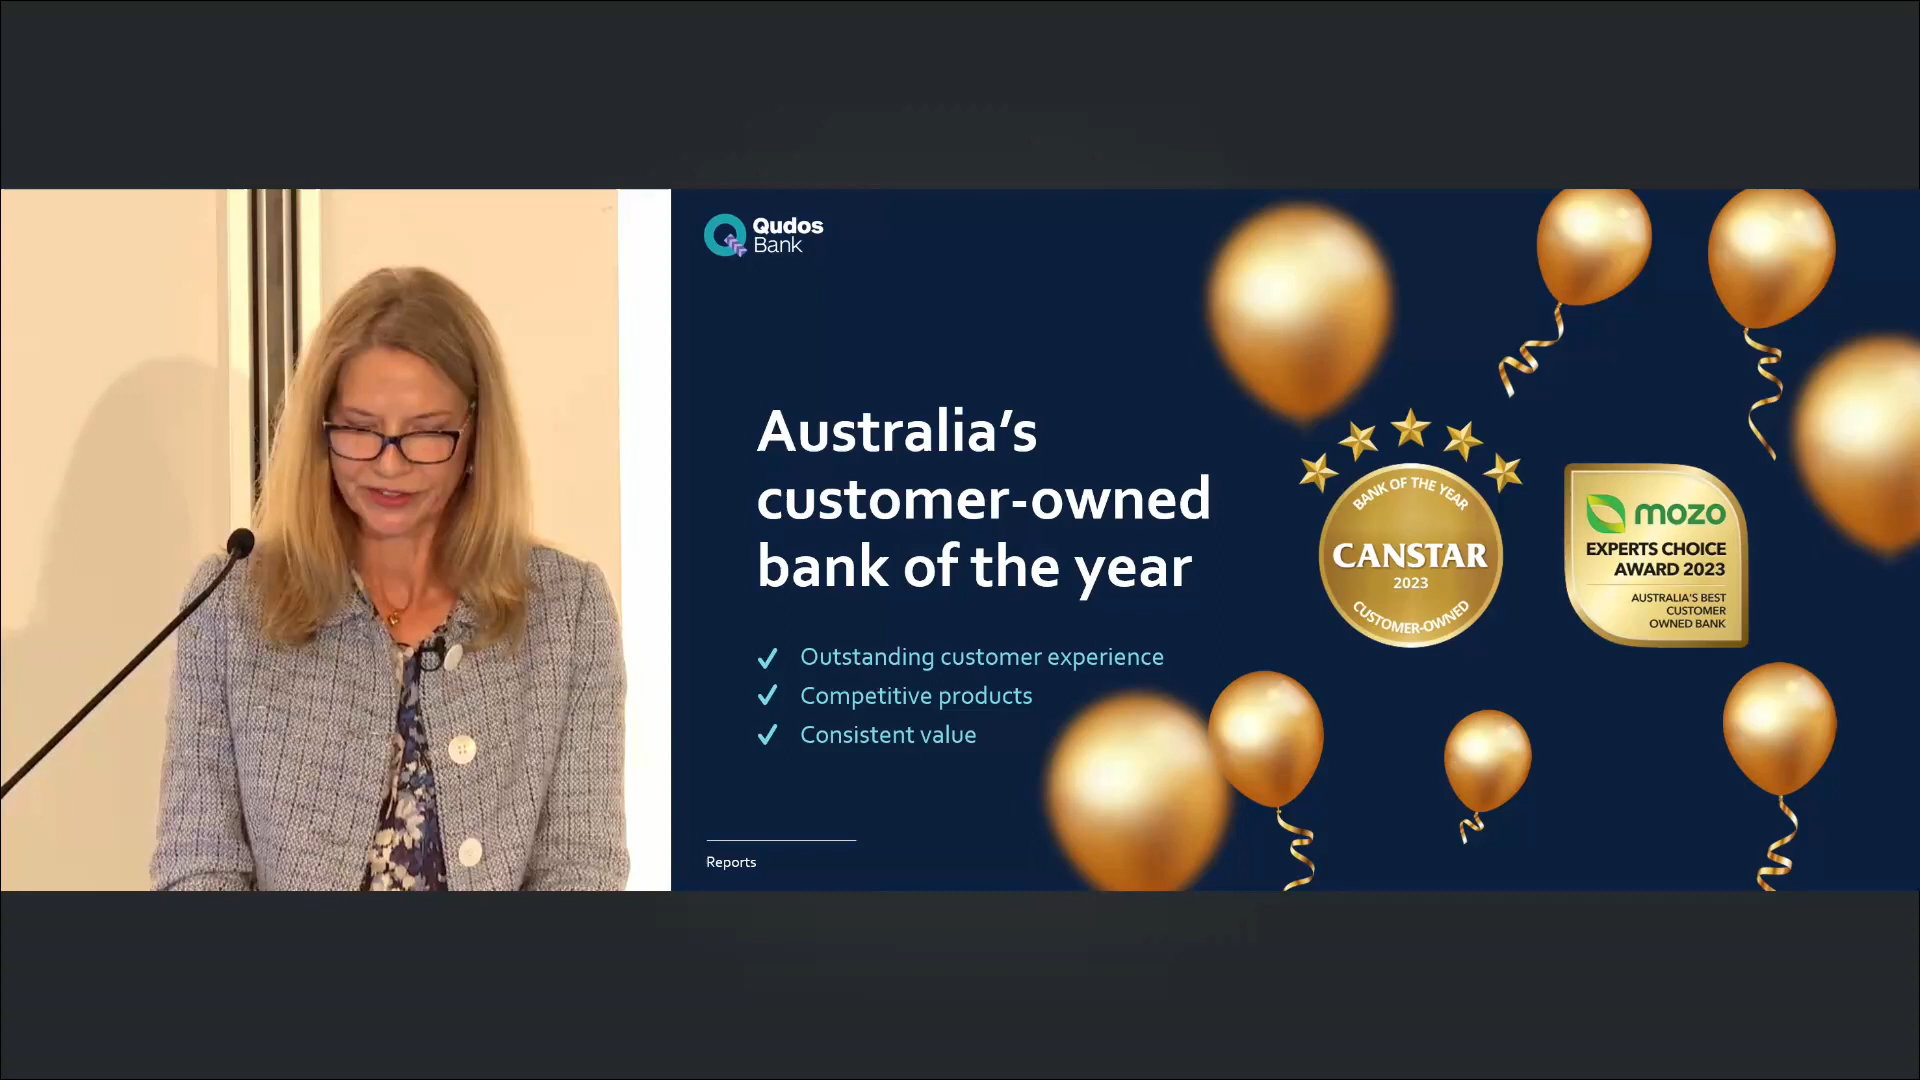 Qudos
Bank
Australia's
customer-owned
bank of the year
✓ Outstanding customer experience
✓ Competitive products
✓ Consistent value
BANK OF THE YEAR
CANSTAR
2023
CUSTOMER-OWNED
mozo
EXPERTS CHOICE
AWARD 2023
AUSTRALIA'S BEST
CUSTOMER
OWNED BANK
Reports